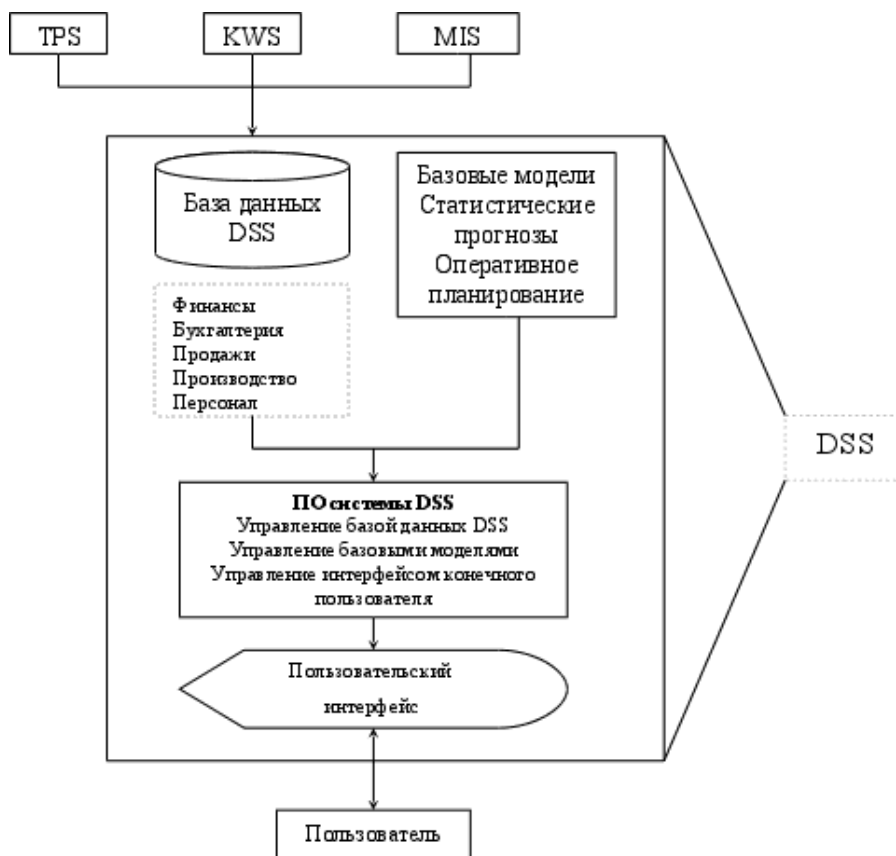 TPS
KWS
MIS
База данных
DSS
Базовые модели
Статистические
прогнозы
Оперативное
планирование
Финансы
Бухгалтерия
Продажи
Производство
Персонал
DSS
ПО системы DSS
Управление базой данных DSS
Управление базовыми моделями
Управление интерфейсом конечного
пользователя
Пользовательский
интерфейс
Пользователь